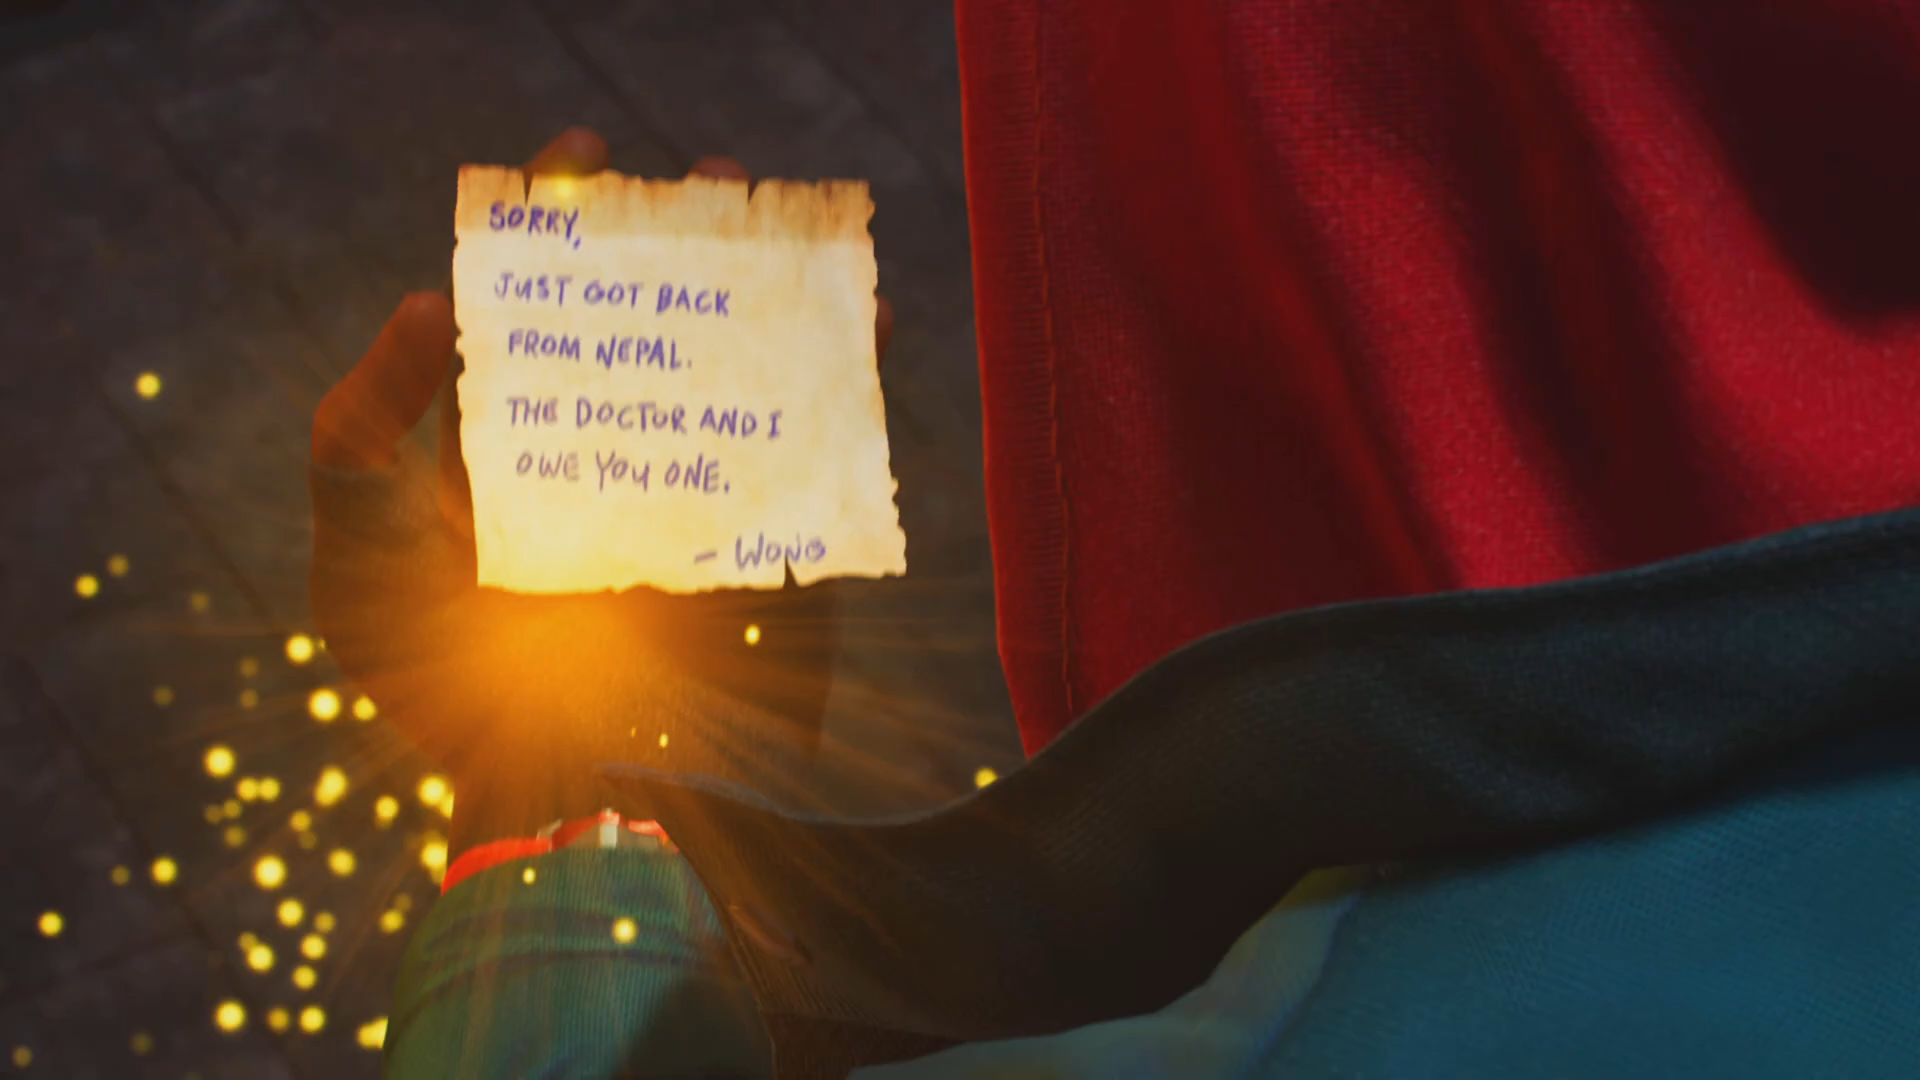 SORRY,
JUST GOT BACK
FROM NEPAL.
THE DOCTOR AND I
OWE YOU ONE.
– WONG